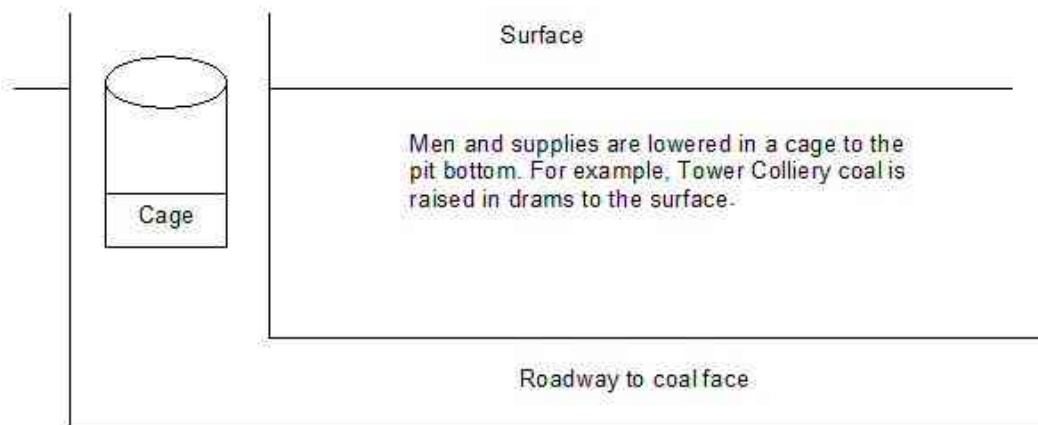 Surface
Men and supplies are lowered in a cage to the
pit bottom. For example, Tower Colliery coal is
raised in drams to the surface.
Cage
Roadway to coal face